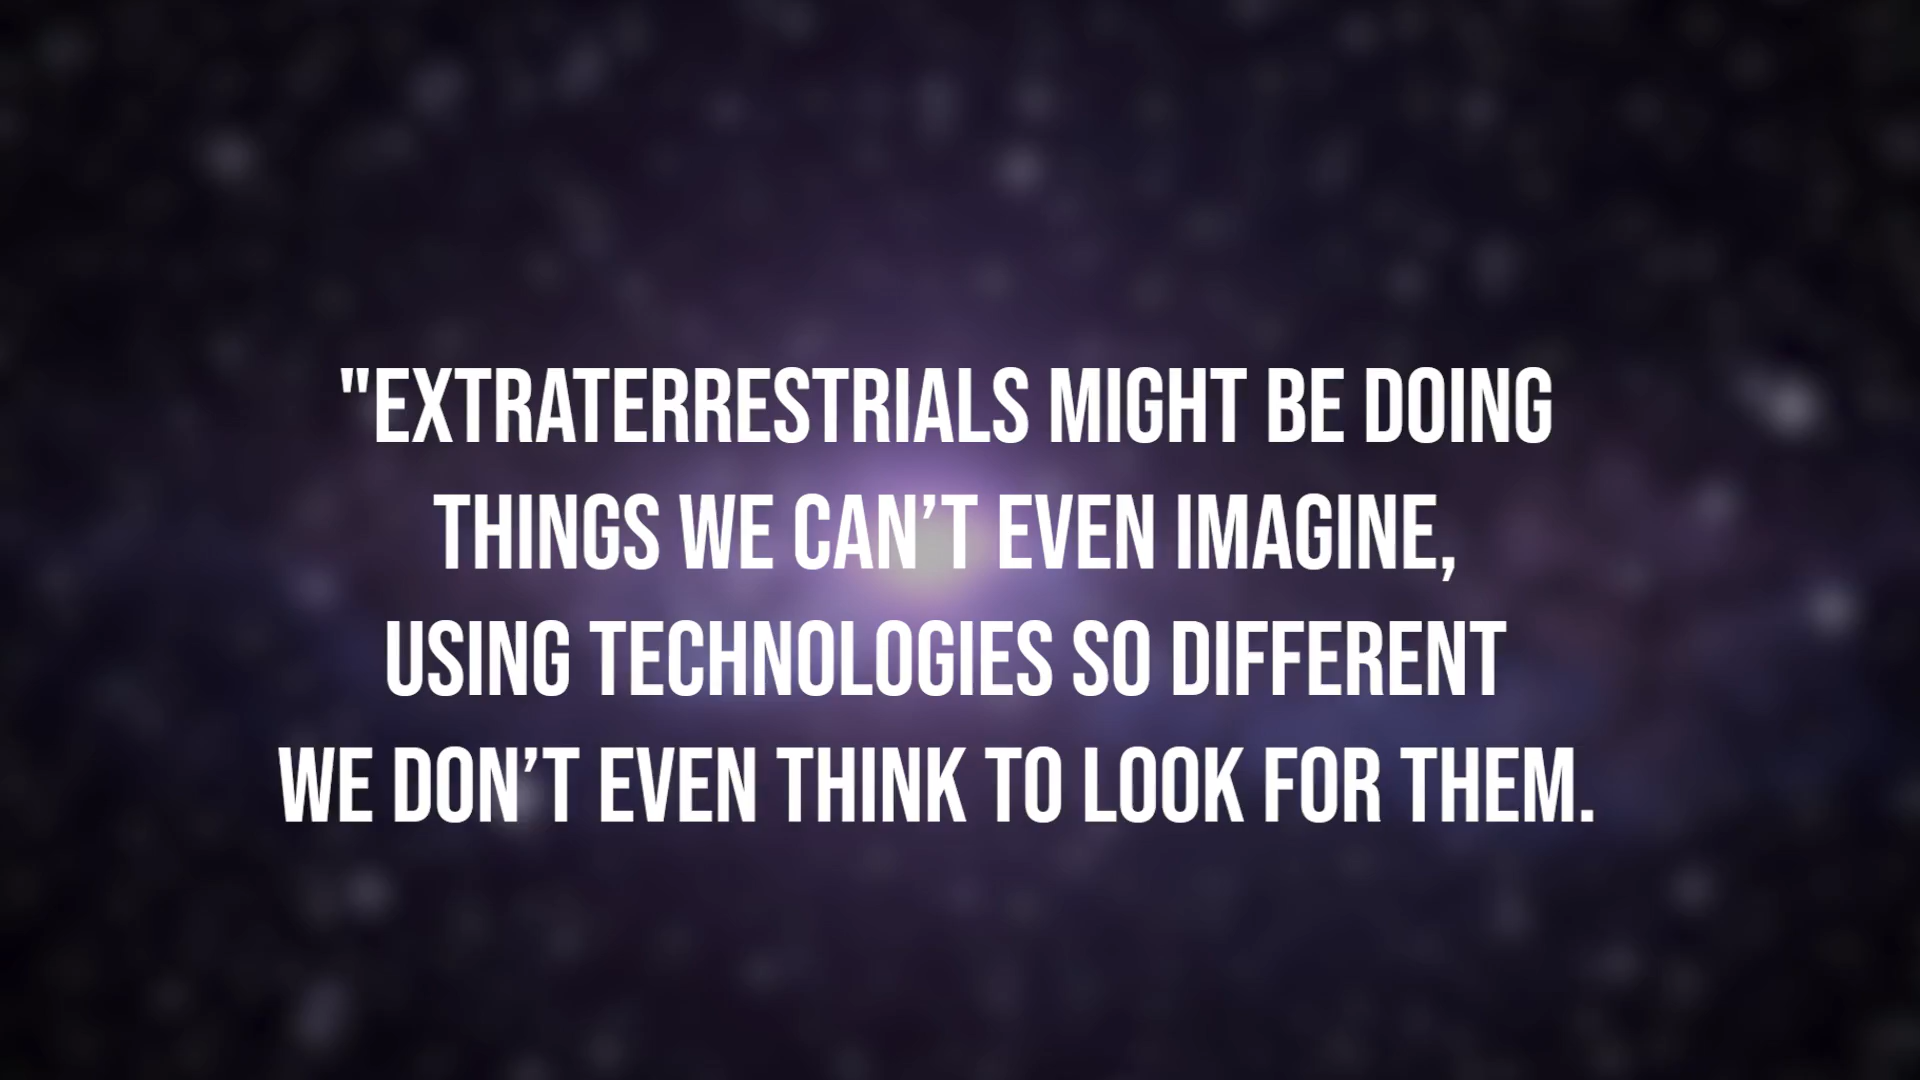 "EXTRATERRESTRIALS MIGHT BE DOING
THINGS WE CAN’T EVEN IMAGINE,
USING TECHNOLOGIES SO DIFFERENT
WE DON’T EVEN THINK TO LOOK FOR THEM.